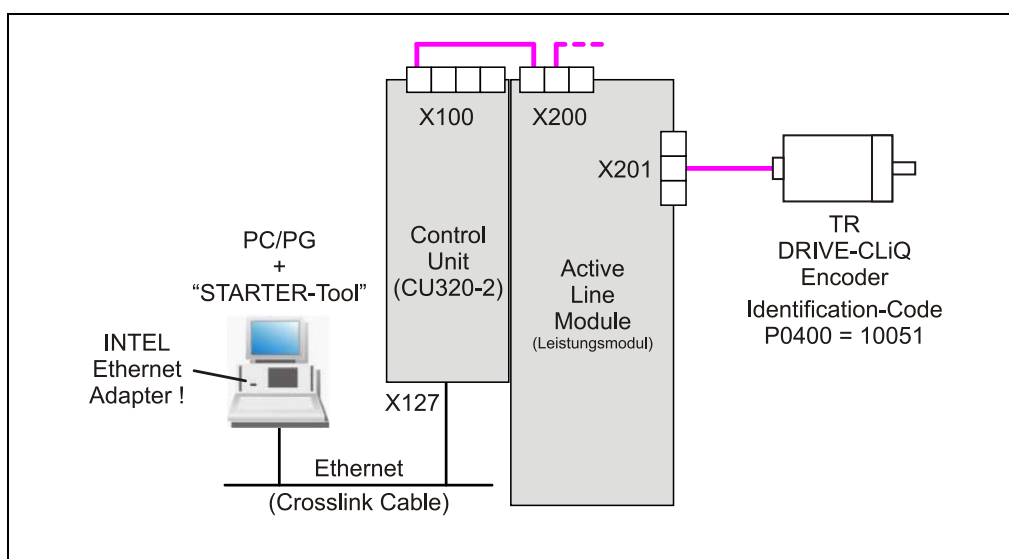 X100
X200
X201
Control
Unit
(CU320-2)
Active
Line
Module
(Leistungsmodul)
TR
DRIVE-CLiQ
Encoder
Identification-Code
P0400 = 10051
PC/PG
+
“STARTER-Tool”
INTEL
Ethernet
Adapter !
X127
Ethernet
(Crosslink Cable)